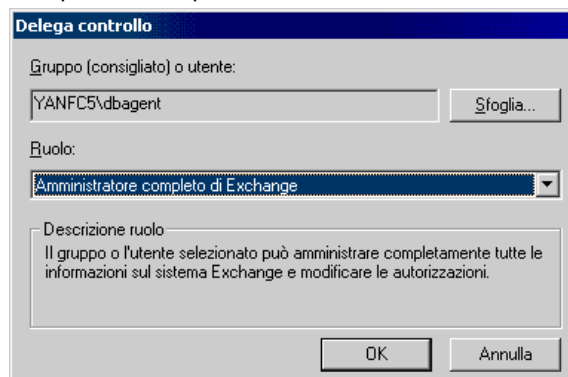 Delega controllo
Gruppo (consigliato) o utente:
YANFC5\dbagent
Sfoglia...
Ruolo:
Amministratore completo di Exchange
Descrizione ruolo
Il gruppo o l'utente selezionato può amministrare completamente tutte le
informazioni sul sistema Exchange e modificare le autorizzazioni.
OK
Annulla